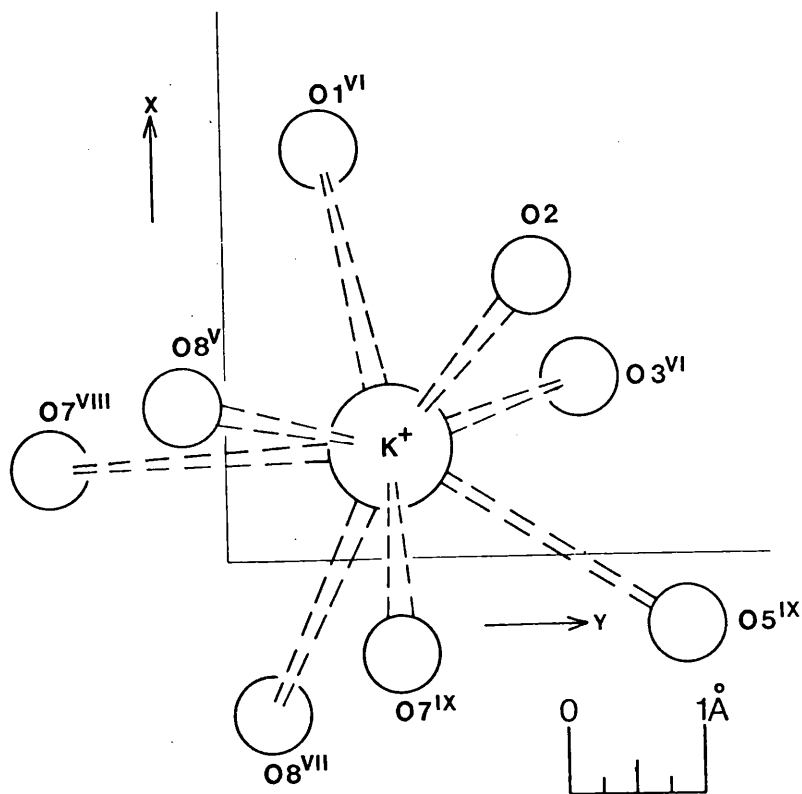 O1^VI
X
O2
O8^V
O3^VI
O7^VIII
K^+
Y
O5^IX
O7^IX
0 1Å
O8^VII